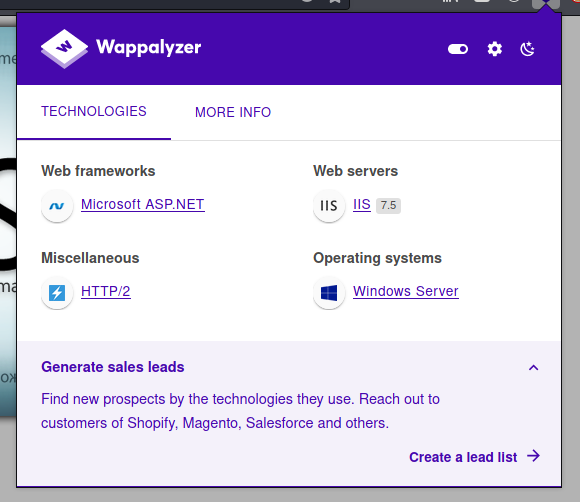 Wappalyzer
TECHNOLOGIES
MORE INFO
Web frameworks
Microsoft ASP.NET
Web servers
IIS
IIS 7.5
Miscellaneous
HTTP/2
Operating systems
Windows Server
Generate sales leads
Find new prospects by the technologies they use. Reach out to
customers of Shopify, Magento, Salesforce and others.
Create a lead list